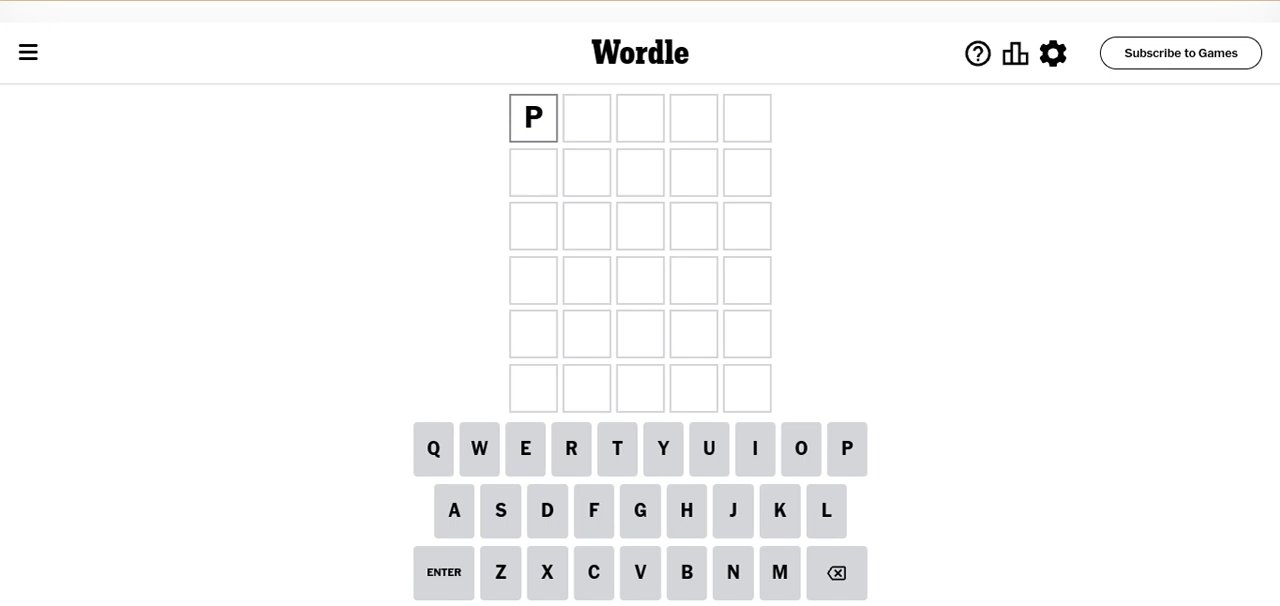 Wordle
Subscribe to Games
P
Q W E R T Y U I O P
A S D F G H J K L
ENTER Z X C V B N M